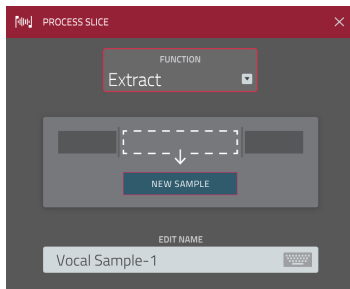 PROCESS SLICE
FUNCTION
Extract
NEW SAMPLE
EDIT NAME
Vocal Sample-1